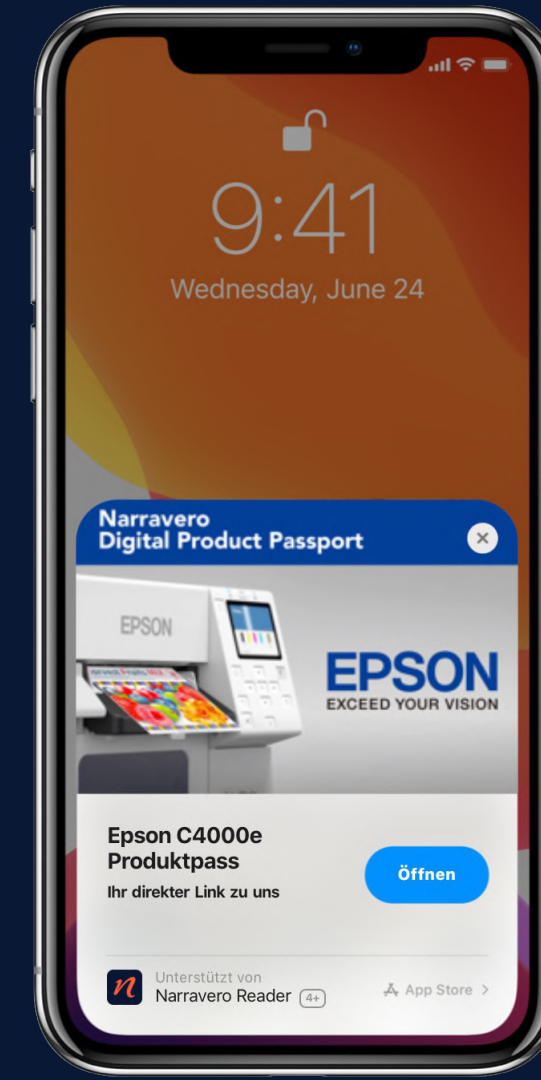 9:41
Wednesday, June 24
Narravero
Digital Product Passport
EPSON
EPSON
EXCEED YOUR VISION
Epson C4000e
Produktpass
Öffnen
Ihr direkter Link zu uns
Unterstützt von
Narravero Reader 4+
App Store